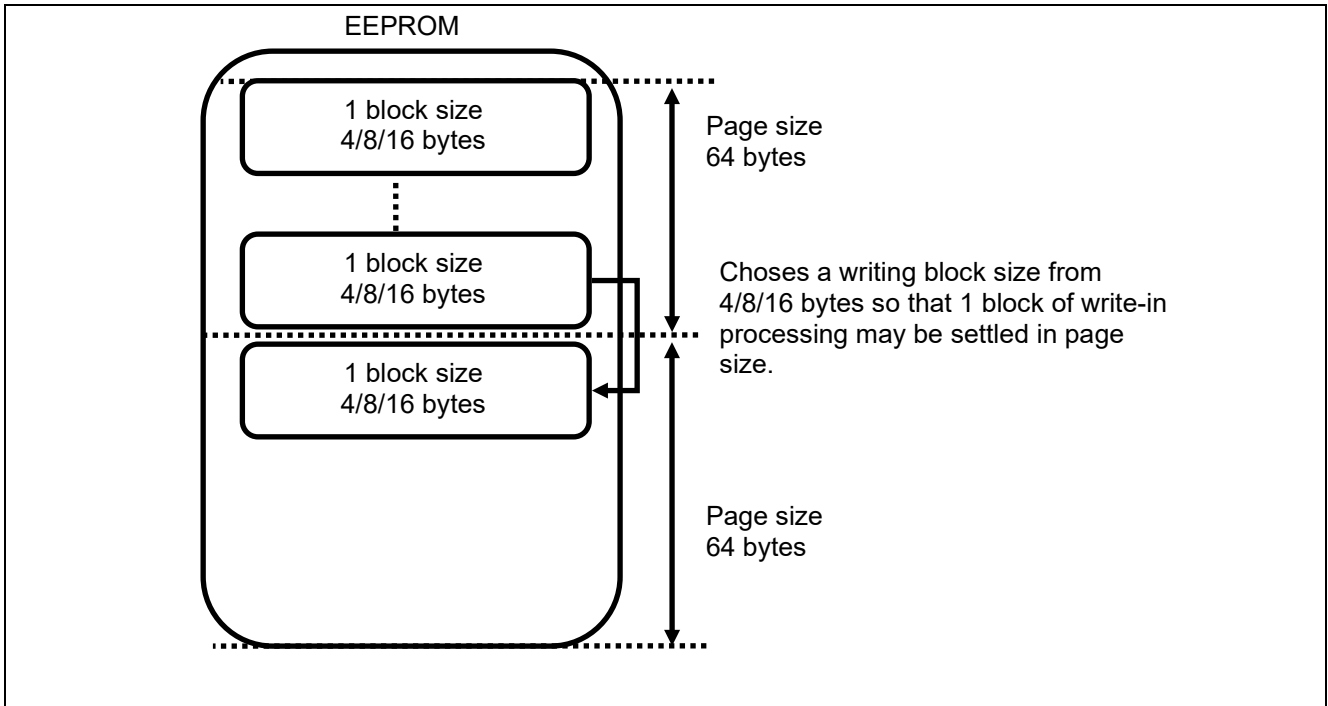 EEPROM
1 block size
4/8/16 bytes
Page size
64 bytes
1 block size
4/8/16 bytes
Choses a writing block size from
4/8/16 bytes so that 1 block of write-in
processing may be settled in page
size.
1 block size
4/8/16 bytes
Page size
64 bytes